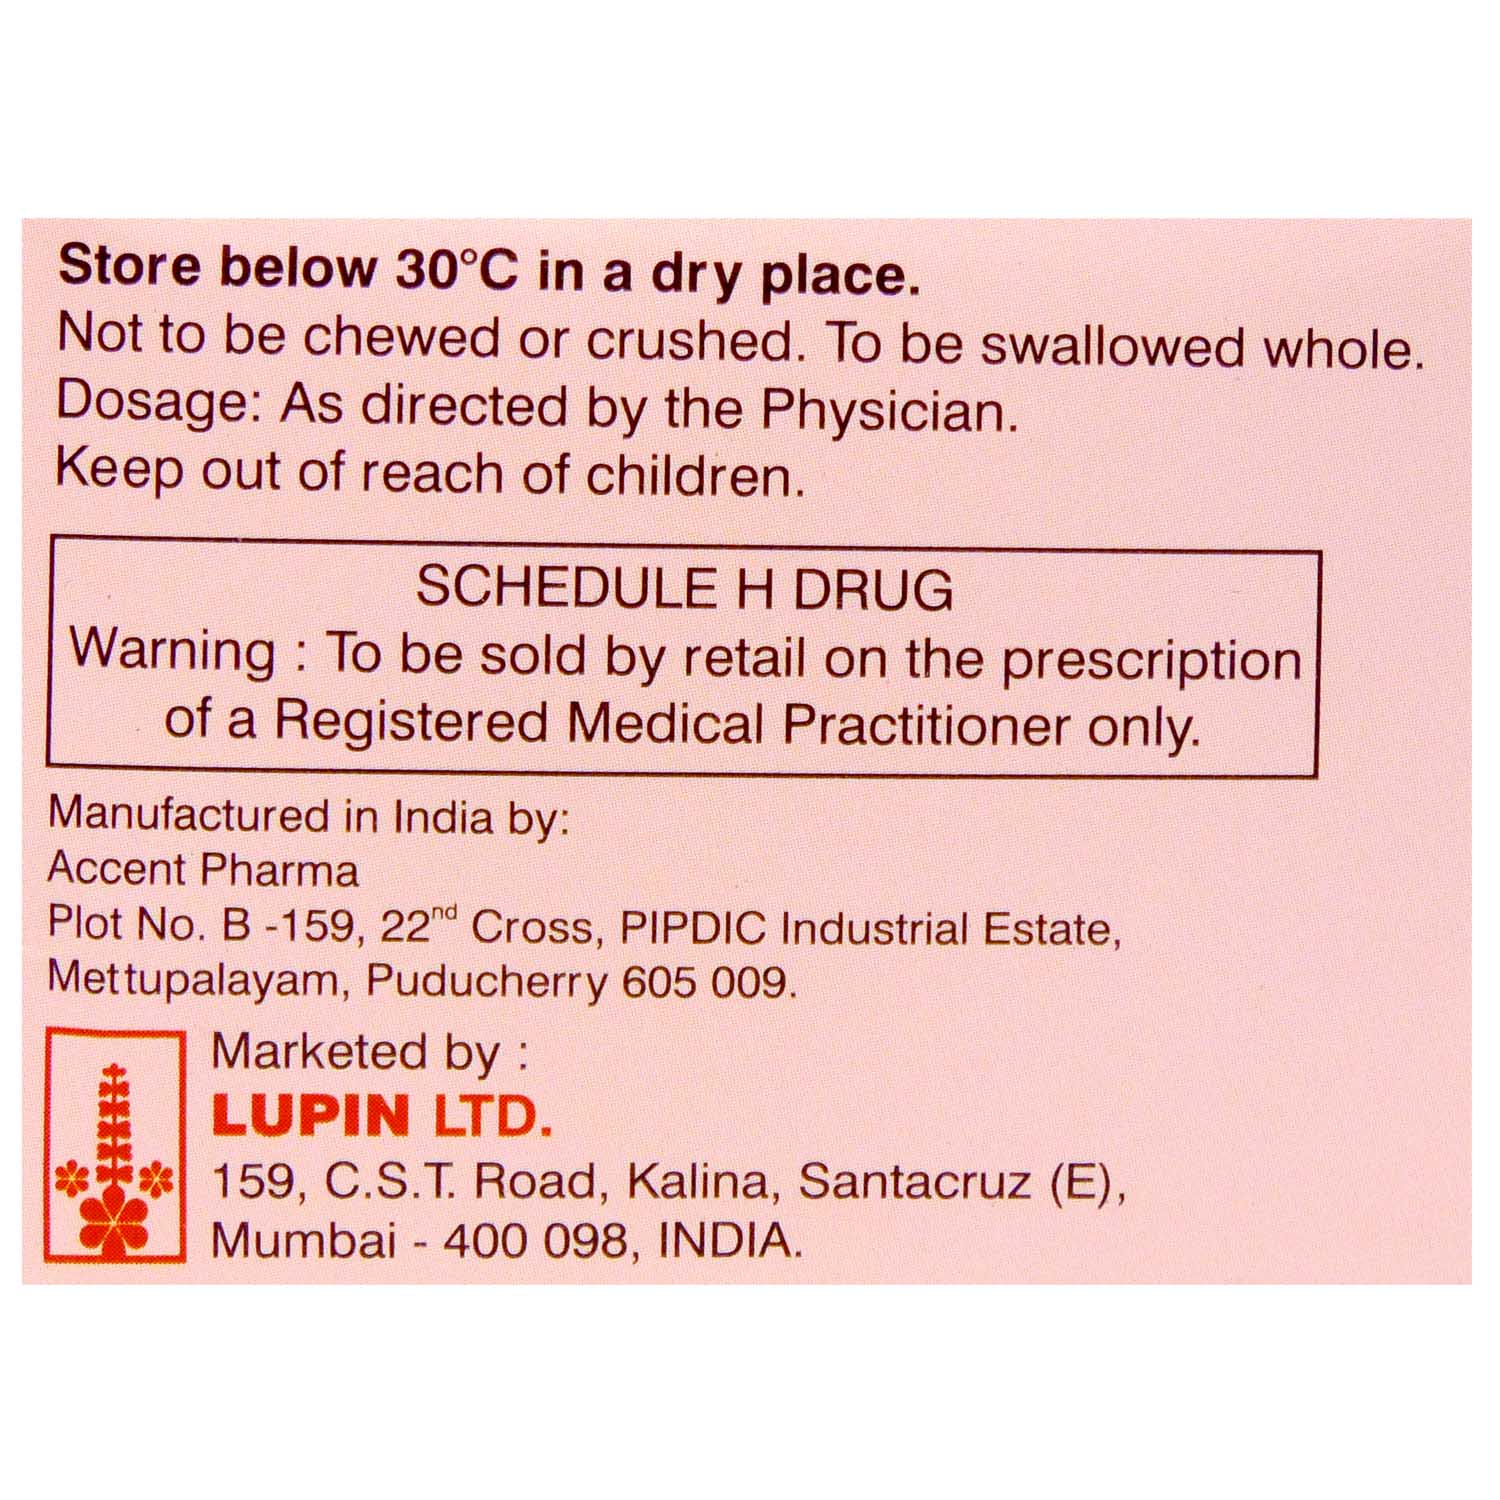 Store below 30°C in a dry place.
Not to be chewed or crushed. To be swallowed whole.
Dosage: As directed by the Physician.
Keep out of reach of children.
SCHEDULE H DRUG
Warning : To be sold by retail on the prescription
of a Registered Medical Practitioner only.
Manufactured in India by:
Accent Pharma
Plot No. B -159, 22nd Cross, PIPDIC Industrial Estate,
Mettupalayam, Puducherry 605 009.
Marketed by :
LUPIN LTD.
159, C.S.T. Road, Kalina, Santacruz (E),
Mumbai - 400 098, INDIA.